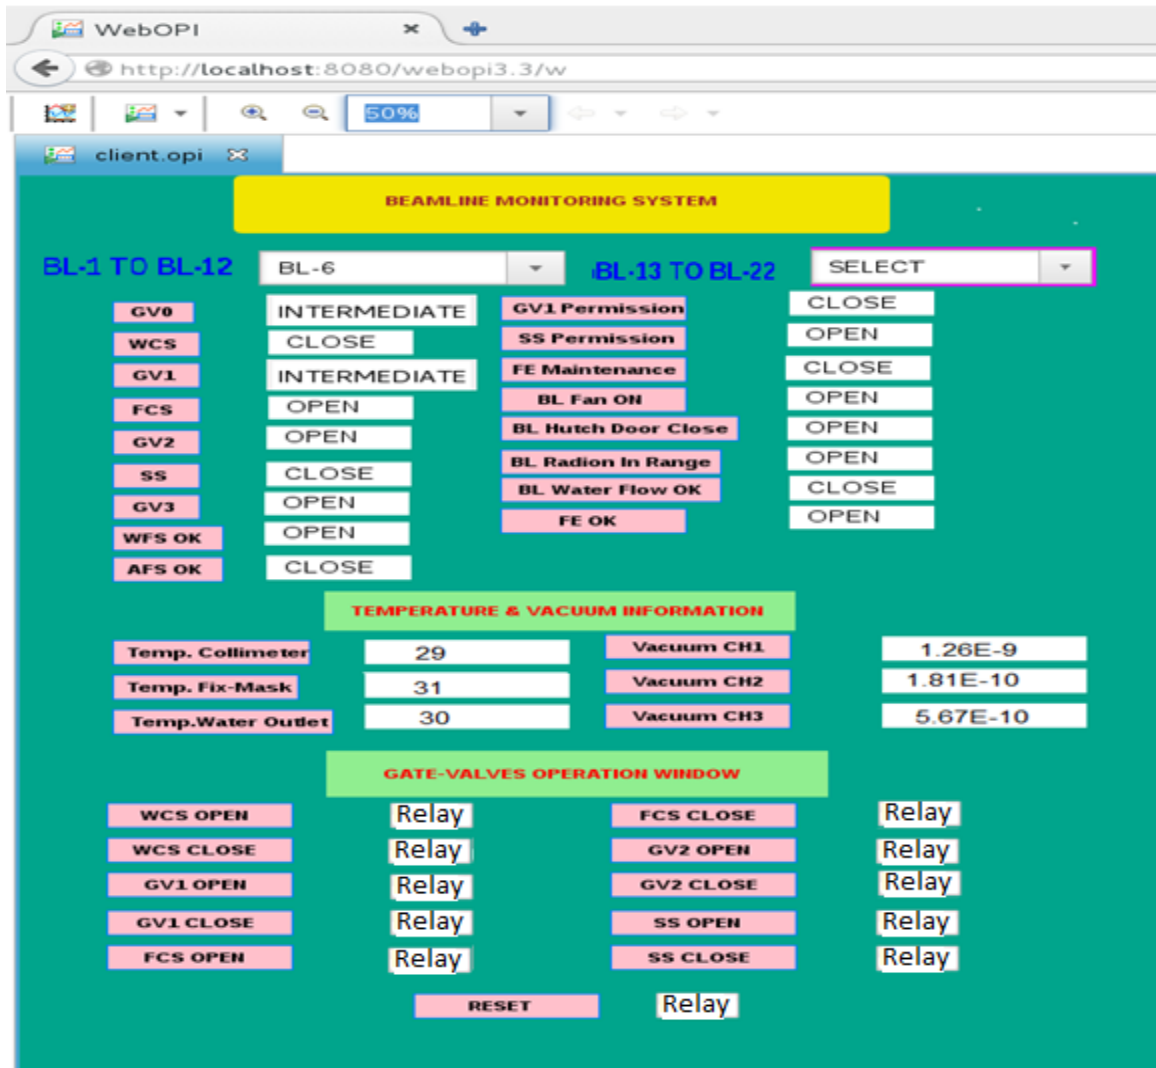 WebOPI
http://localhost:8080/webopi3.3/w
50%
client.opi
BEAMLINE MONITORING SYSTEM
BL-1 TO BL-12 BL-6 BL-13 TO BL-22 SELECT
GV0 INTERMEDIATE GV1 Permission CLOSE
WCS CLOSE SS Permission OPEN
GV1 INTERMEDIATE FE Maintenance CLOSE
FCS OPEN BL Fan ON OPEN
GV2 OPEN BL Hutch Door Close OPEN
SS CLOSE BL Radion In Range OPEN
GV3 OPEN BL Water Flow OK CLOSE
WFS OK OPEN FE OK OPEN
AFS OK CLOSE
TEMPERATURE & VACUUM INFORMATION
Temp. Collimeter 29 Vacuum CH1 1.26E-9
Temp. Fix-Mask 31 Vacuum CH2 1.81E-10
Temp.Water Outlet 30 Vacuum CH3 5.67E-10
GATE-VALVES OPERATION WINDOW
WCS OPEN Relay FCS CLOSE Relay
WCS CLOSE Relay GV2 OPEN Relay
GV1 OPEN Relay GV2 CLOSE Relay
GV1 CLOSE Relay SS OPEN Relay
FCS OPEN Relay SS CLOSE Relay
RESET Relay